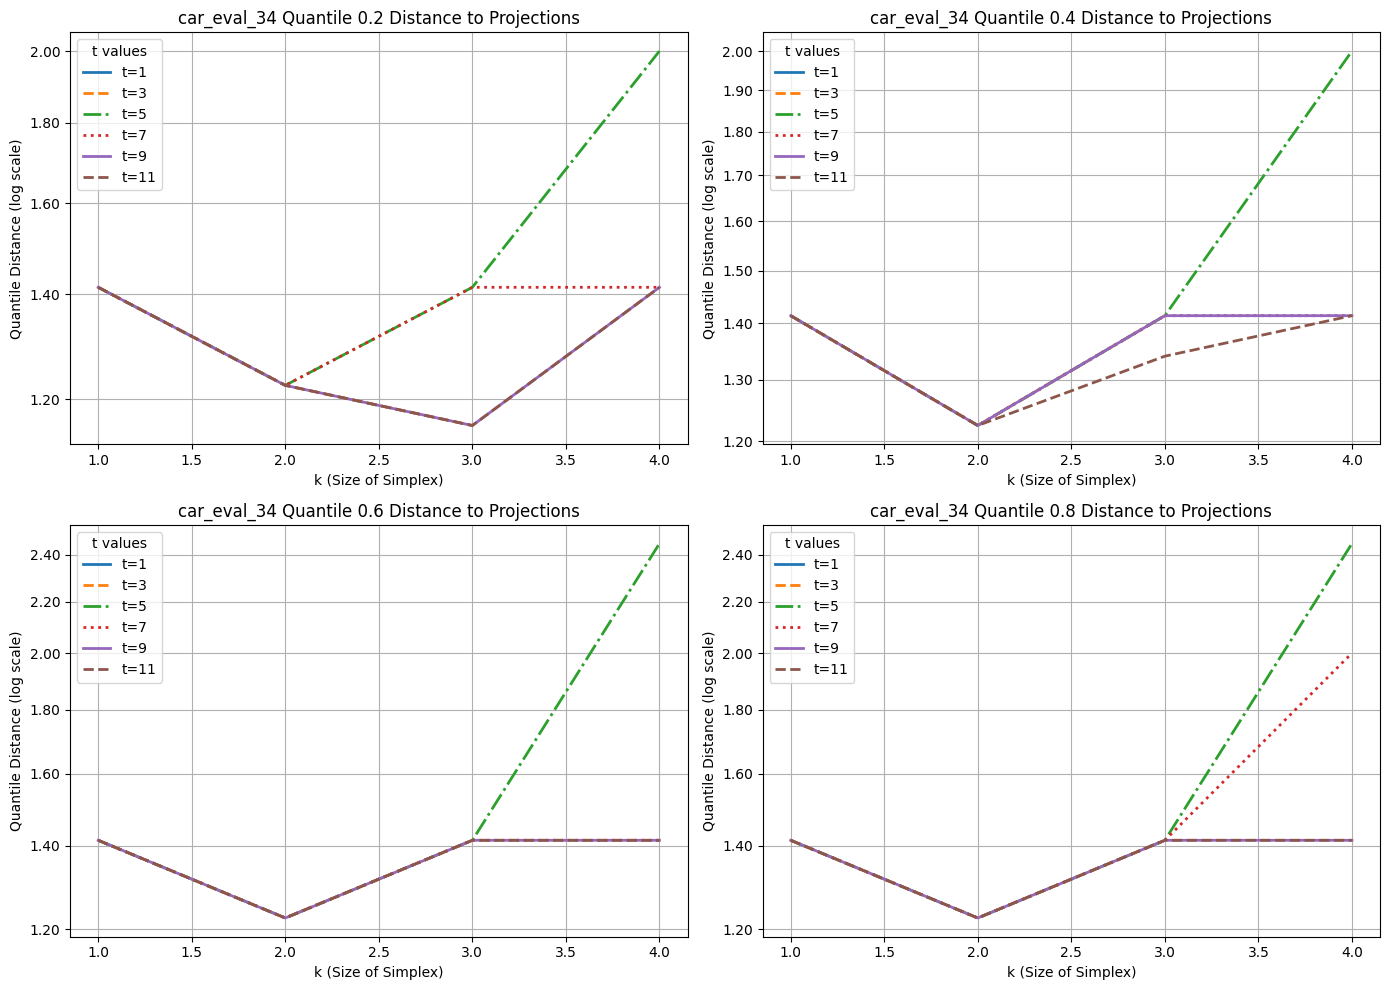 car_eval_34 Quantile 0.2 Distance to Projections
Quantile Distance (log scale)
2.00
1.80
1.60
1.40
1.20
t values
t=1
t=3
t=5
t=7
t=9
t=11
1.0 1.5 2.0 2.5 3.0 3.5 4.0
k (Size of Simplex)
car_eval_34 Quantile 0.4 Distance to Projections
Quantile Distance (log scale)
2.00
1.90
1.80
1.70
1.60
1.50
1.40
1.30
1.20
t values
t=1
t=3
t=5
t=7
t=9
t=11
1.0 1.5 2.0 2.5 3.0 3.5 4.0
k (Size of Simplex)
car_eval_34 Quantile 0.6 Distance to Projections
Quantile Distance (log scale)
2.40
2.20
2.00
1.80
1.60
1.40
1.20
t values
t=1
t=3
t=5
t=7
t=9
t=11
1.0 1.5 2.0 2.5 3.0 3.5 4.0
k (Size of Simplex)
car_eval_34 Quantile 0.8 Distance to Projections
Quantile Distance (log scale)
2.40
2.20
2.00
1.80
1.60
1.40
1.20
t values
t=1
t=3
t=5
t=7
t=9
t=11
1.0 1.5 2.0 2.5 3.0 3.5 4.0
k (Size of Simplex)